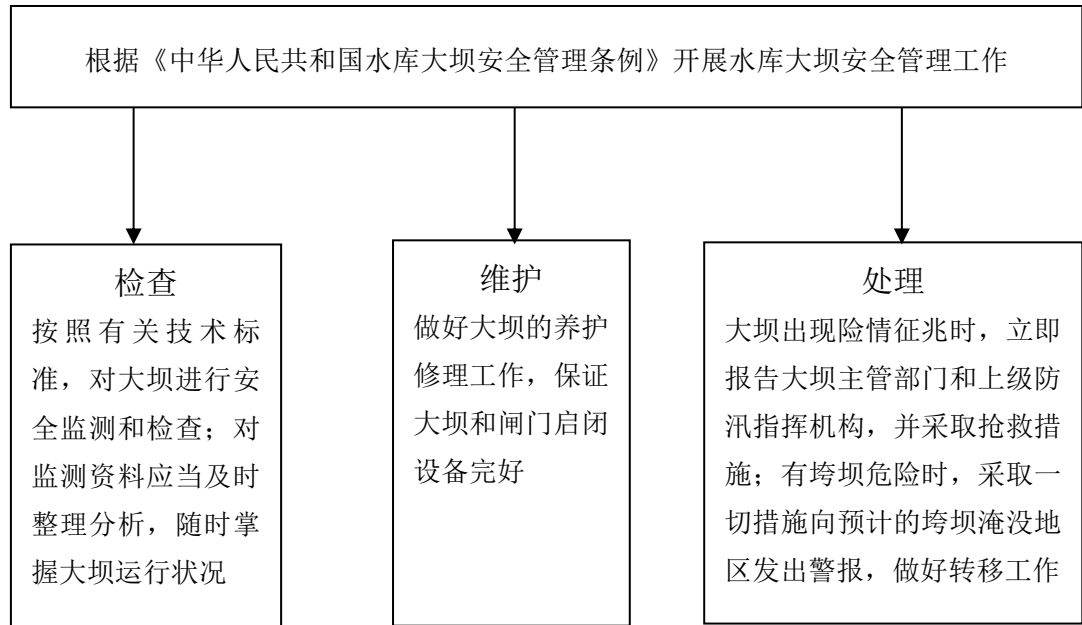 根据《中华人民共和国水库大坝安全管理条例》开展水库大坝安全管理工作
检查
按照有关技术标
准，对大坝进行安
全监测和检查；对
监测资料应当及时
整理分析，随时掌
握大坝运行状况
维护
做好大坝的养护
修理工作，保证
大坝和闸门启闭
设备完好
处理
大坝出现险情征兆时，立即
报告大坝主管部门和上级防
汛指挥机构，并采取抢救措
施；有垮坝危险时，采取一
切措施向预计的垮坝淹没地
区发出警报，做好转移工作